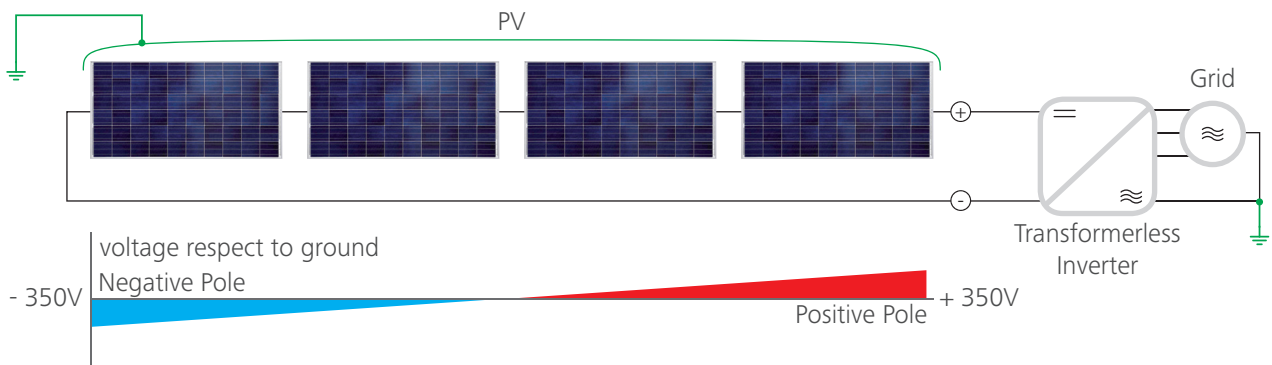 PV
Grid
+
-
Transformerless
Inverter
voltage respect to ground
Negative Pole
- 350V
+ 350V
Positive Pole